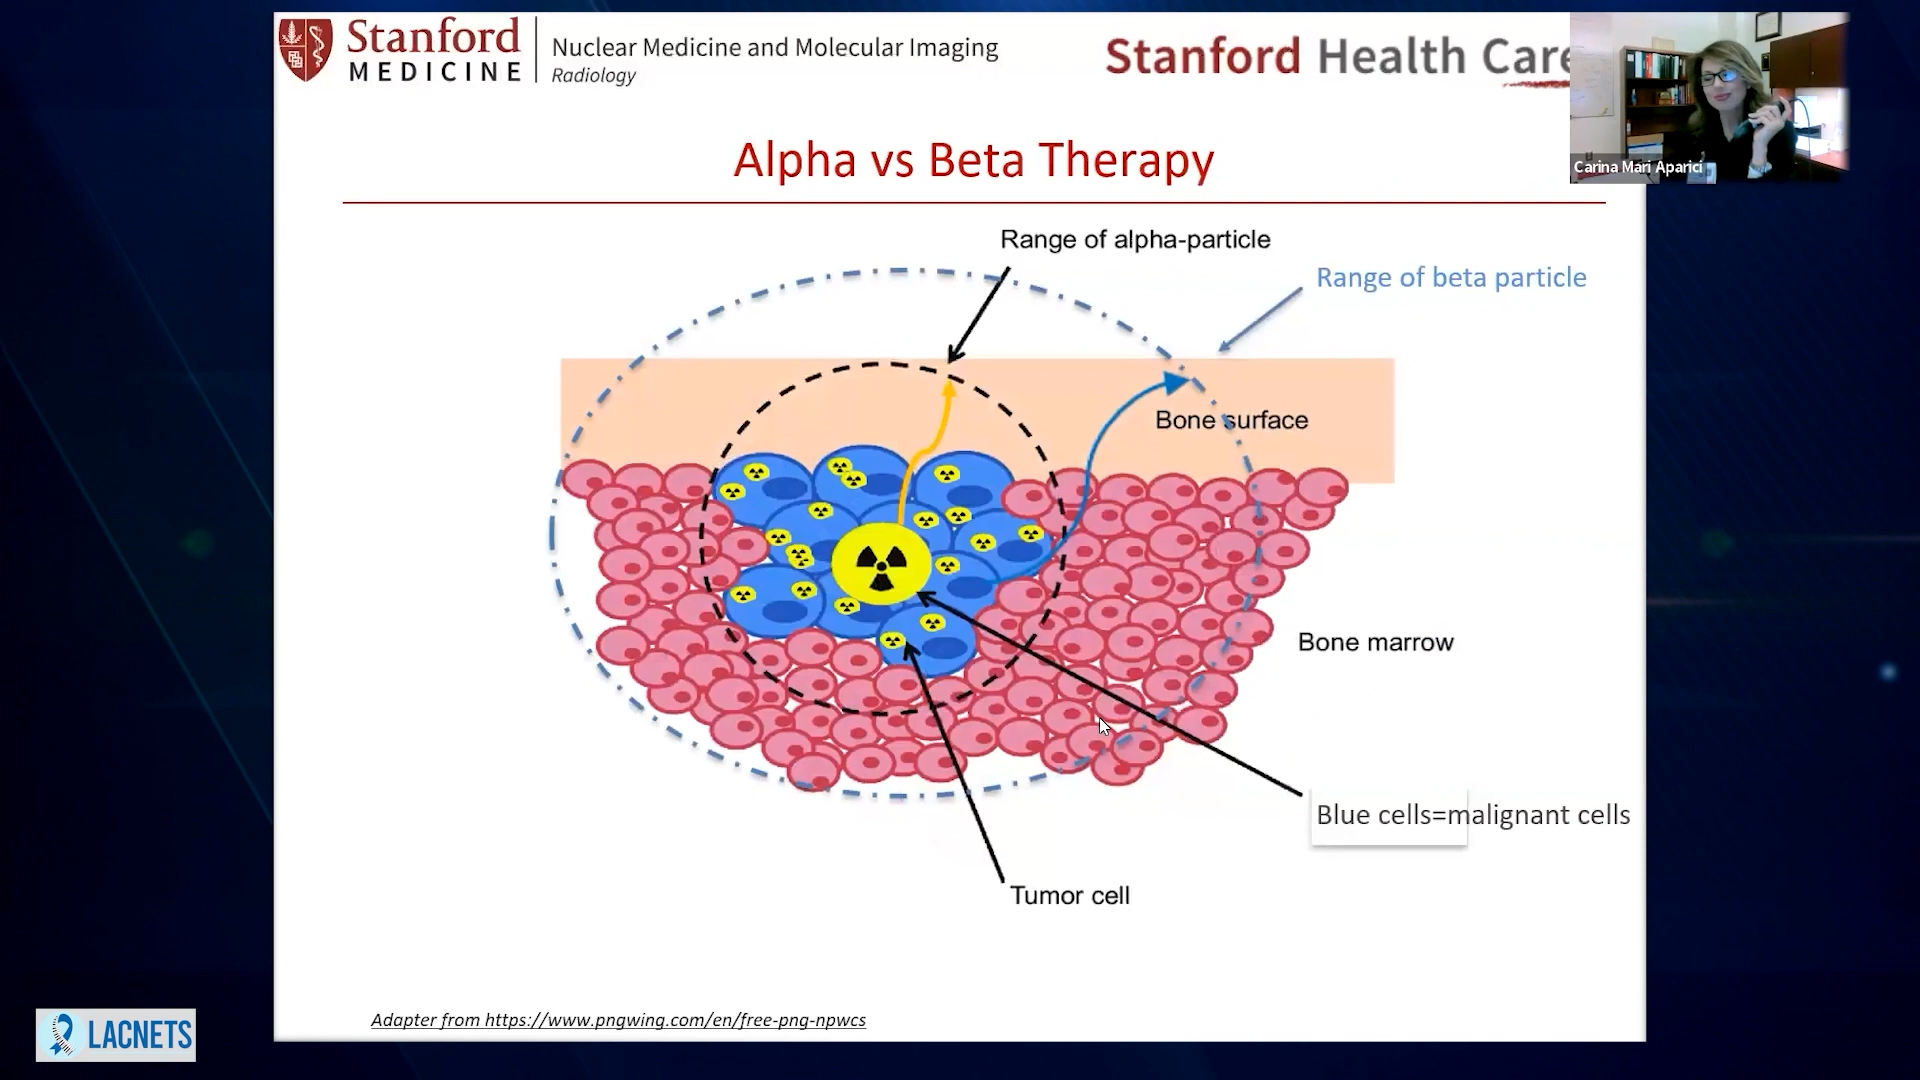 Stanford
MEDICINE
Nuclear Medicine and Molecular Imaging
Radiology
Stanford Health Care
Carina Mari Aparici
Alpha vs Beta Therapy
Range of alpha-particle
Range of beta particle
Bone surface
Bone marrow
Blue cells=malignant cells
Tumor cell
Adapter from https://www.pngwing.com/en/free-png-npwcs
LACNETS